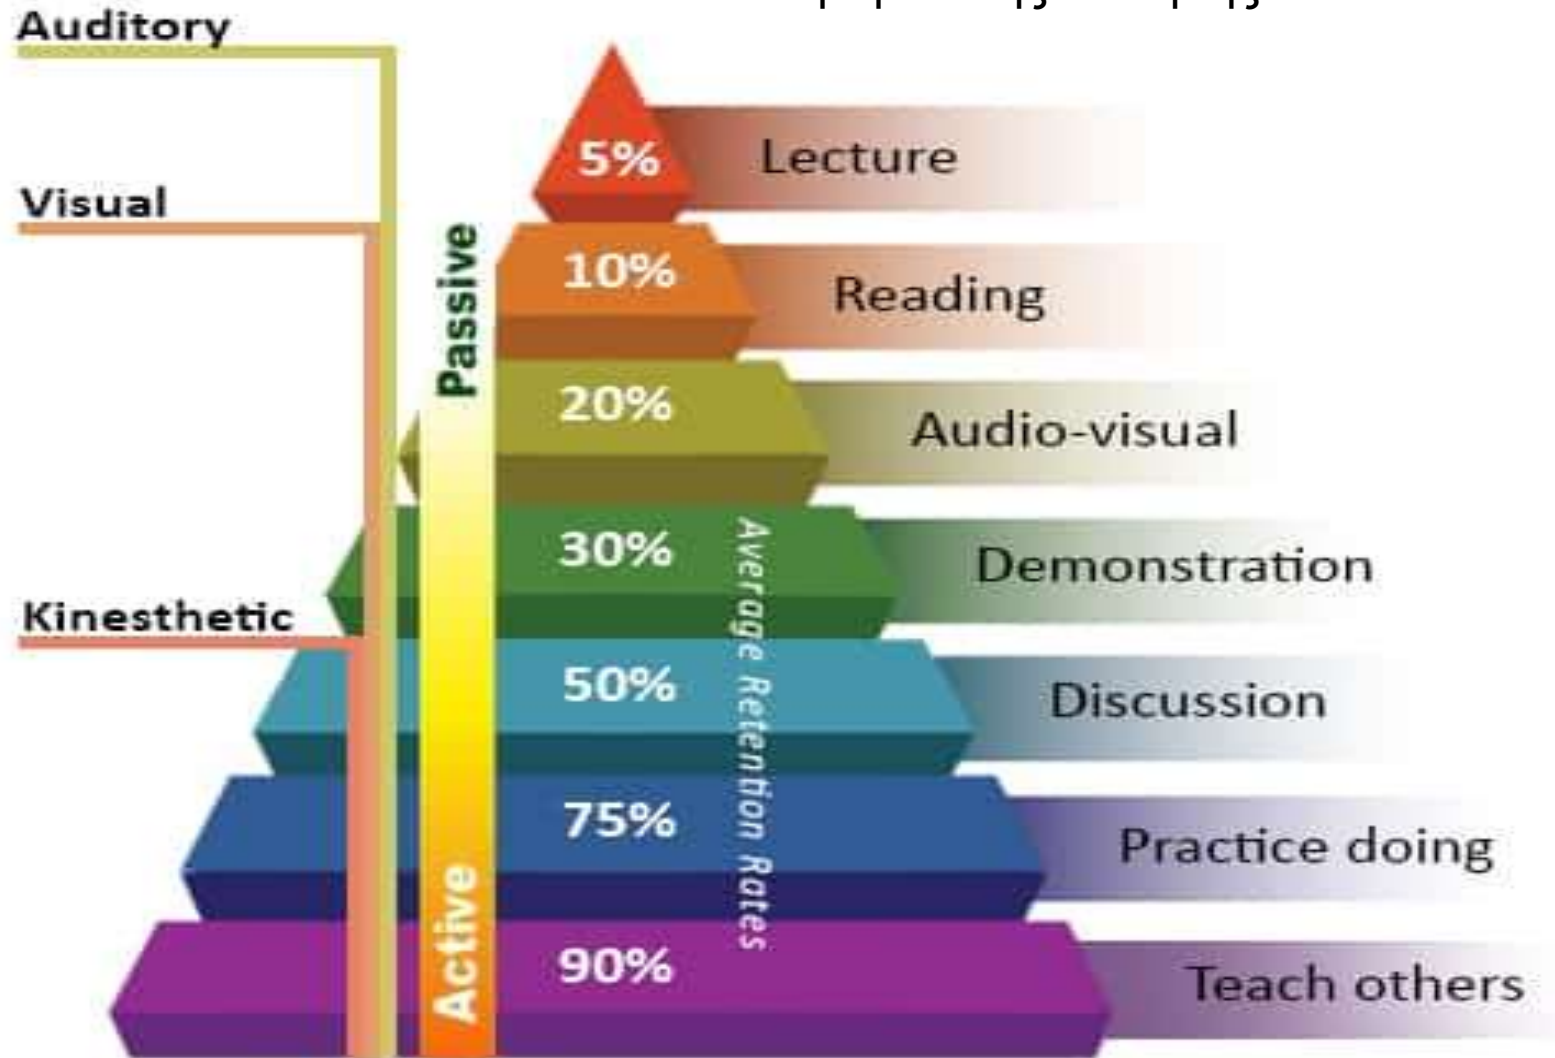 Auditory
5%
Lecture
Visual
10%
Reading
Passive
20%
Audio-visual
30%
Demonstration
Kinesthetic
50%
Discussion
Average Retention Rates
75%
Practice doing
Active
90%
Teach others